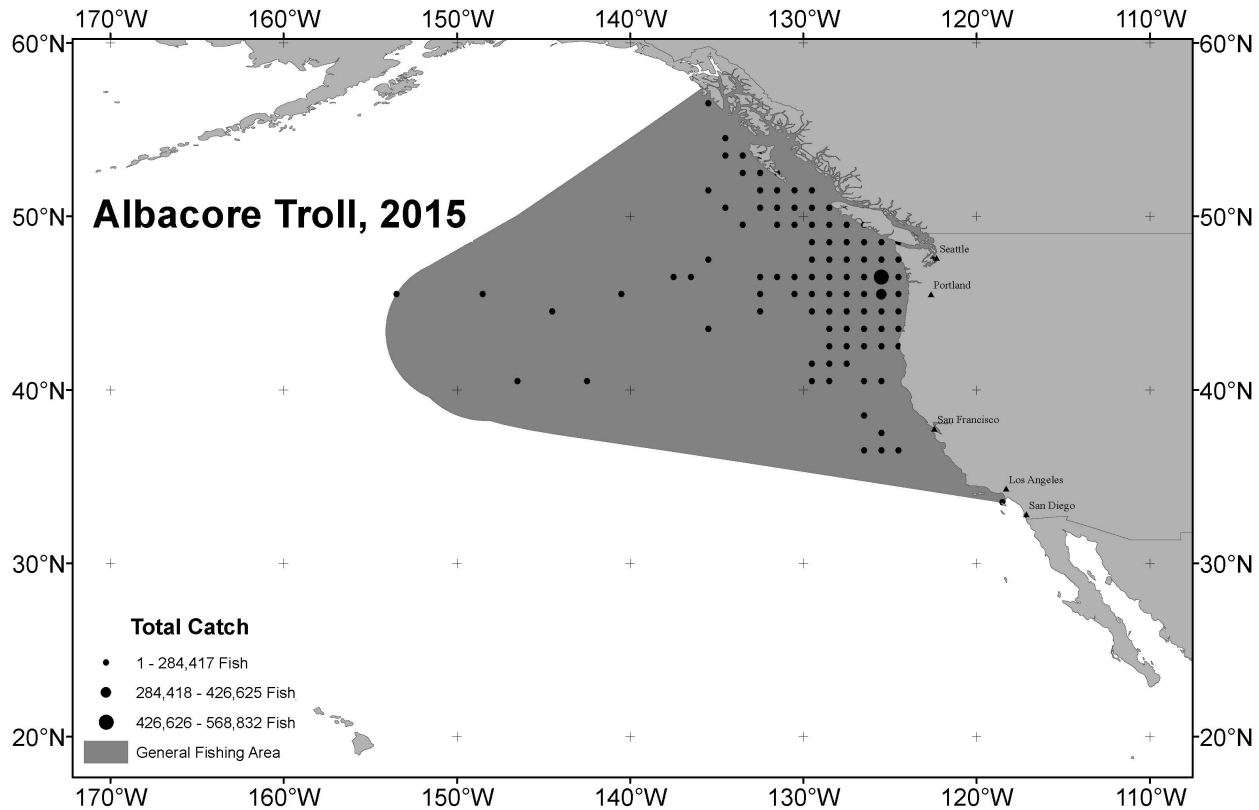 170°W 160°W 150°W 140°W 130°W 120°W 110°W
60°N 60°N
Albacore Troll, 2015
50°N 50°N
Seattle
Portland
40°N 40°N
San Francisco
Los Angeles
San Diego
30°N 30°N
Total Catch
1 - 284,417 Fish
284,418 - 426,625 Fish
426,626 - 568,832 Fish
20°N 20°N
General Fishing Area
170°W 160°W 150°W 140°W 130°W 120°W 110°W